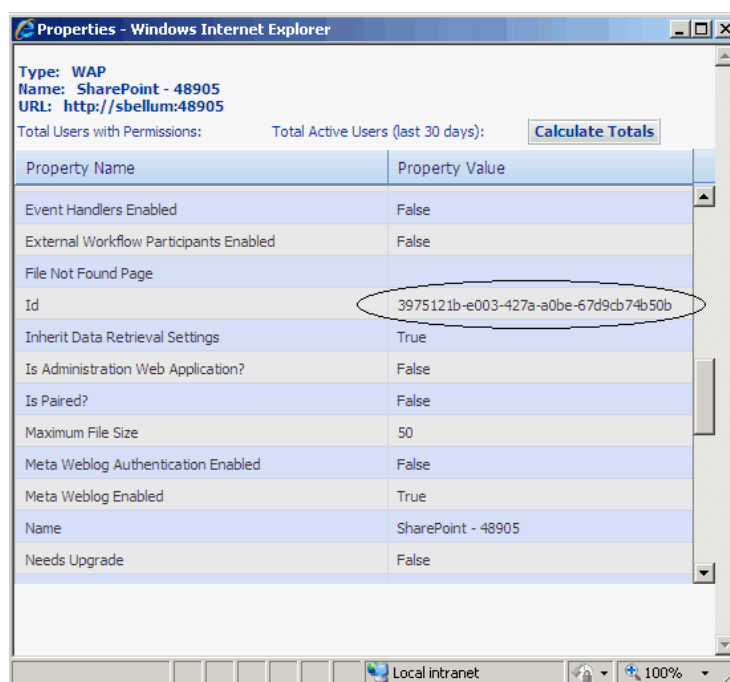 Properties - Windows Internet Explorer
Type: WAP
Name: SharePoint - 48905
URL: http://sbellum:48905
Total Users with Permissions: Total Active Users (last 30 days): Calculate Totals
Property Name Property Value
Event Handlers Enabled False
External Workflow Participants Enabled False
File Not Found Page
Id 3975121b-e003-427a-a0be-67d9cb74b50b
Inherit Data Retrieval Settings True
Is Administration Web Application? False
Is Paired? False
Maximum File Size 50
Meta Weblog Authentication Enabled False
Meta Weblog Enabled True
Name SharePoint - 48905
Needs Upgrade False
Local intranet 100%